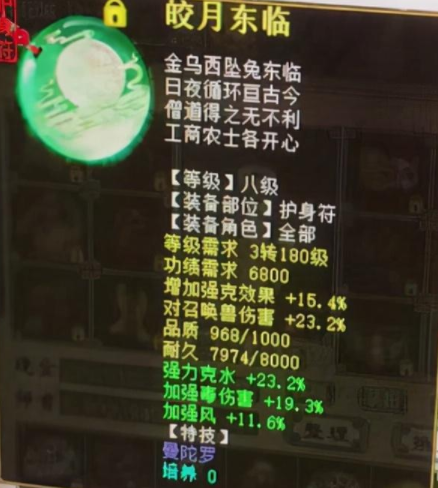 符
皎月东临
金乌西坠兔东临
日夜循环亘古今
僧道得之无不利
工商农士各开心
【等级】八级
【装备部位】护身符
【装备角色】全部
等级需求 3转180级
功绩需求 6800
增加强克效果 +15.4%
对召唤兽伤害 +23.2%
品质 968/1000
耐久 7974/8000
强力克水 +23.2%
加强毒伤害 +19.3%
加强风 +11.6%
【特技】
曼陀罗
培养 0
整理